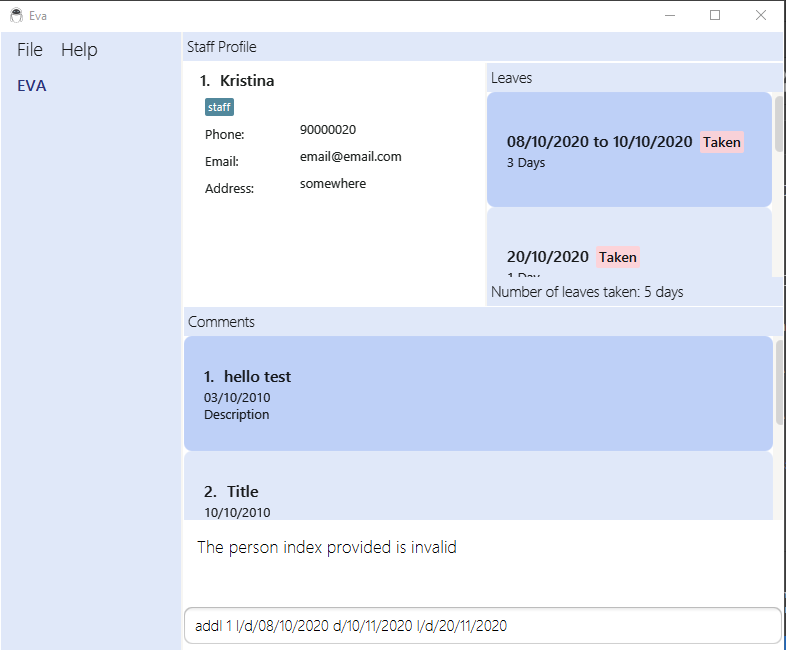 Eva
File Help
EVA
Staff Profile
1. Kristina
staff
Phone: 90000020
Email: email@email.com
Address: somewhere
Leaves
08/10/2020 to 10/10/2020 Taken
3 Days
20/10/2020 Taken
1 Day
Number of leaves taken: 5 days
Comments
1. hello test
03/10/2010
Description
2. Title
10/10/2010
The person index provided is invalid
addl 1 l/d/08/10/2020 d/10/11/2020 l/d/20/11/2020